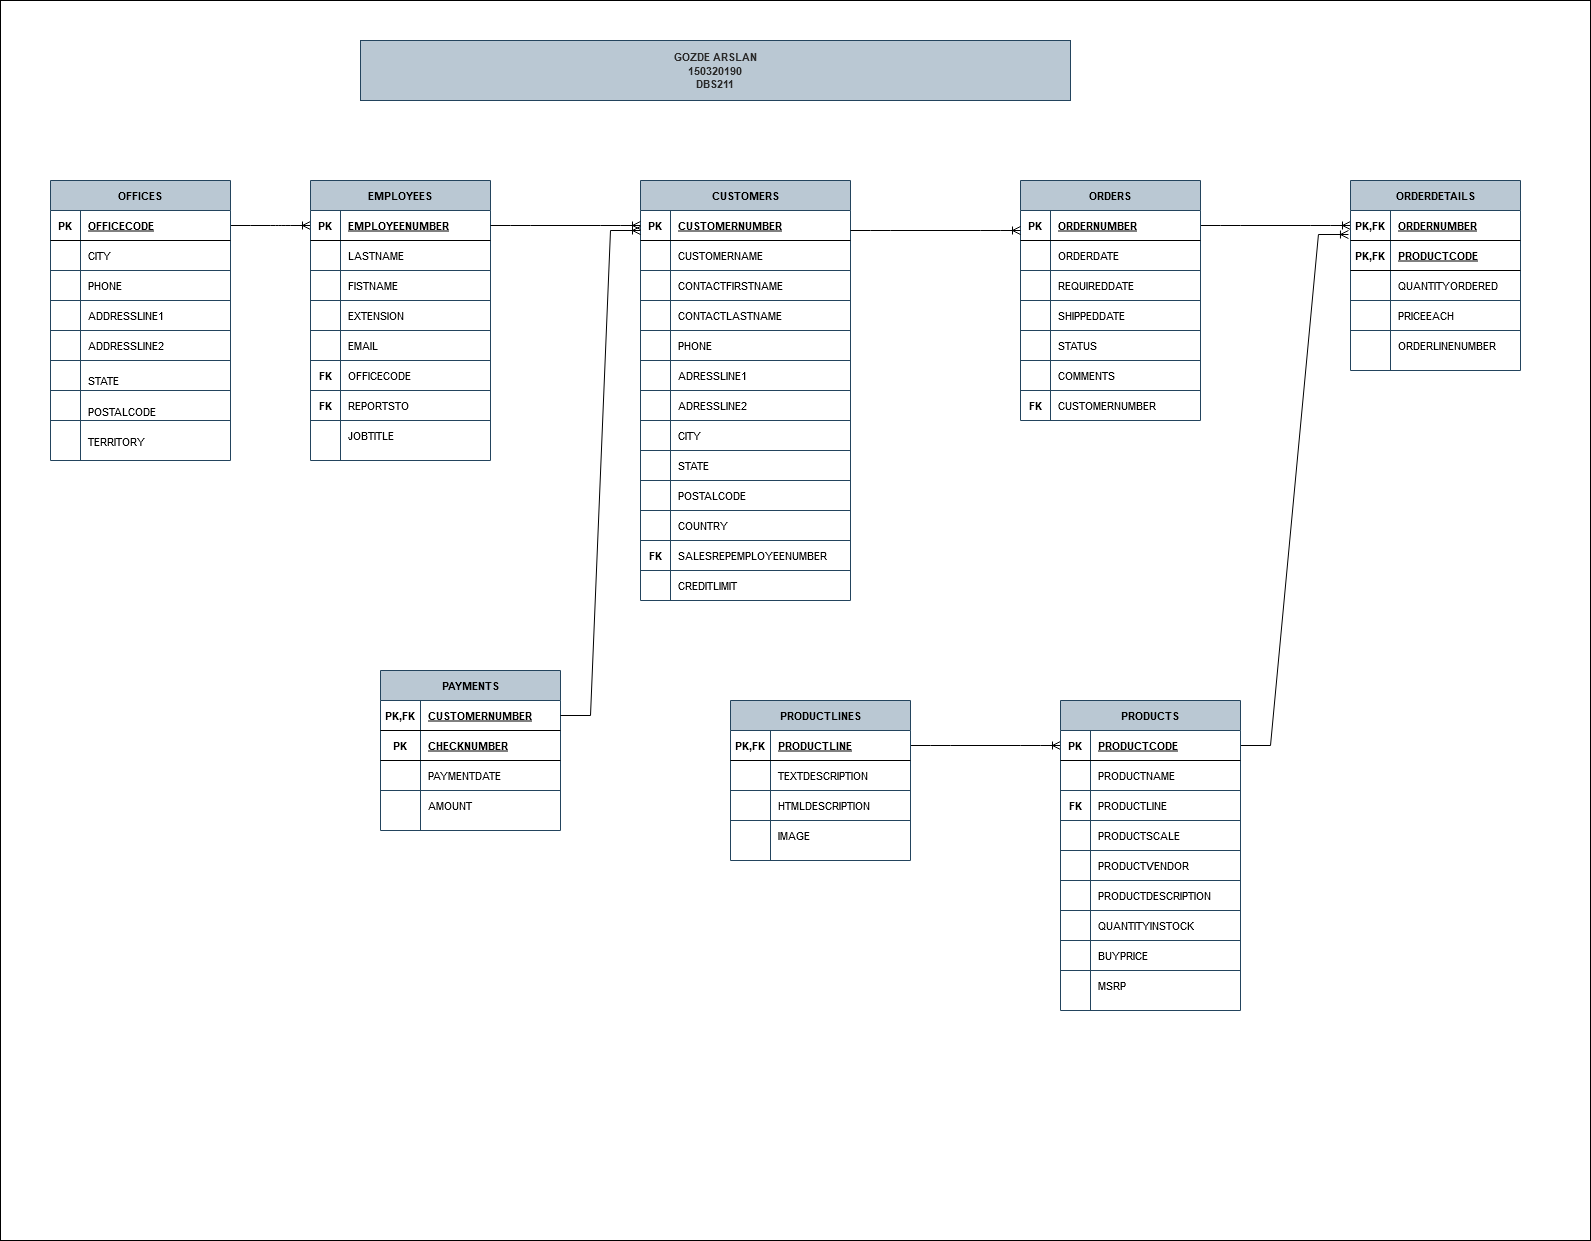 GOZDE ARSLAN
150320190
DBS211
OFFICES
PK OFFICECODE
CITY
PHONE
ADDRESSLINE1
ADDRESSLINE2
STATE
POSTALCODE
TERRITORY
EMPLOYEES
PK EMPLOYEENUMBER
LASTNAME
FISTNAME
EXTENSION
EMAIL
FK OFFICECODE
FK REPORTSTO
JOBTITLE
CUSTOMERS
PK CUSTOMERNUMBER
CUSTOMERNAME
CONTACTFIRSTNAME
CONTACTLASTNAME
PHONE
ADRESSLINE1
ADRESSLINE2
CITY
STATE
POSTALCODE
COUNTRY
FK SALESREPEMPLOYEENUMBER
CREDITLIMIT
ORDERS
PK ORDERNUMBER
ORDERDATE
REQUIREDDATE
SHIPPEDDATE
STATUS
COMMENTS
FK CUSTOMERNUMBER
ORDERDETAILS
PK,FK ORDERNUMBER
PK,FK PRODUCTCODE
QUANTITYORDERED
PRICEEACH
ORDERLINENUMBER
PAYMENTS
PK,FK CUSTOMERNUMBER
PK CHECKNUMBER
PAYMENTDATE
AMOUNT
PRODUCTLINES
PK,FK PRODUCTLINE
TEXTDESCRIPTION
HTMLDESCRIPTION
IMAGE
PRODUCTS
PK PRODUCTCODE
PRODUCTNAME
FK PRODUCTLINE
PRODUCTSCALE
PRODUCTVENDOR
PRODUCTDESCRIPTION
QUANTITYINSTOCK
BUYPRICE
MSRP